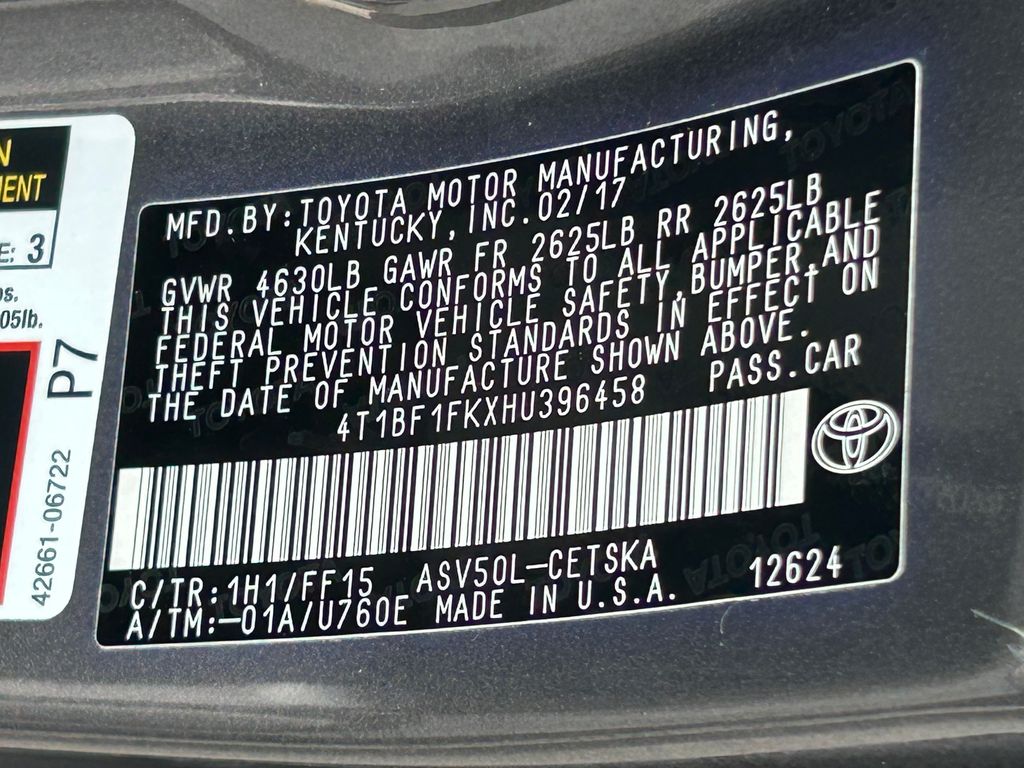 MFD.BY:TOYOTA MOTOR MANUFACTURING,
KENTUCKY,INC.02/17
GVWR 4630LB GAWR FR 2625LB RR 2625LB
THIS VEHICLE CONFORMS TO ALL APPLICABLE
FEDERAL MOTOR VEHICLE SAFETY,BUMPER,AND
THEFT PREVENTION STANDARDS IN EFFECT ON
THE DATE OF MANUFACTURE SHOWN ABOVE.
4T1BF1FKXHU396458 PASS.CAR
C/TR:1H1/FF15 ASV50L-CETSKA 12624
A/TM:-01A/U760E MADE IN U.S.A.
E: 3
05lb.
P7
42661-06722
TOYOTA